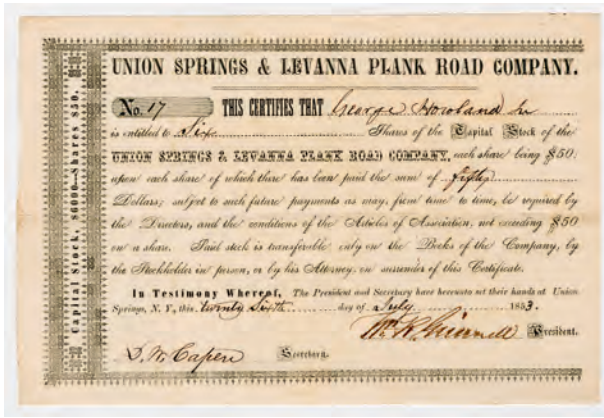 UNION SPRINGS & LEVANNA PLANK ROAD COMPANY.
No. 17 THIS CERTIFIES THAT George Howland Jr
is entitled to Six Shares of the Capital Stock of the
UNION SPRINGS & LEVANNA PLANK ROAD COMPANY, each share being $50;
upon each share of which there has been paid the sum of fifty
Dollars; subject to such future payments as may, from time to time, be required by
the Directors, and the conditions of the Articles of Association, not exceeding $50
on a share. Said stock is transferable only on the Books of the Company, by
the Stockholder in person, or by his Attorney, on surrender of this Certificate.
In Testimony Whereof, The President and Secretary have hereunto set their hands at Union
Springs, N. Y., this twenty Sixth day of July 1853.
Wm. R. Grinnell President.
D. W. Capen Secretary.
Capital Stock, $6000—Shares $50.